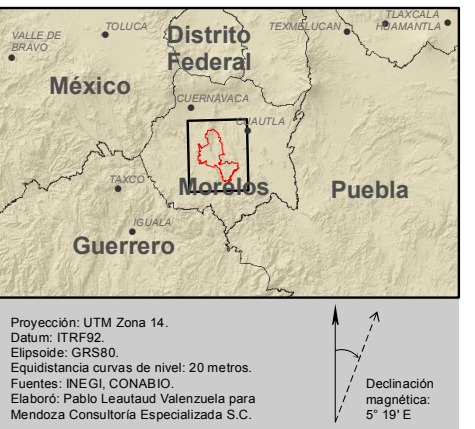 TLAXCALA
TOLUCA
TEXMELUCAN
HUAMANTLA
VALLE DE
BRAVO
Distrito
Federal
México
CUERNAVACA
CUAUTLA
TAXCO
Morelos
Puebla
IGUALA
Guerrero
Proyección: UTM Zona 14.
Datum: ITRF92.
Elipsoide: GRS80.
Equidistancia curvas de nivel: 20 metros.
Fuentes: INEGI, CONABIO.
Elaboró: Pablo Leautaud Valenzuela para
Mendoza Consultoría Especializada S.C.
Declinación
magnética:
5° 19' E